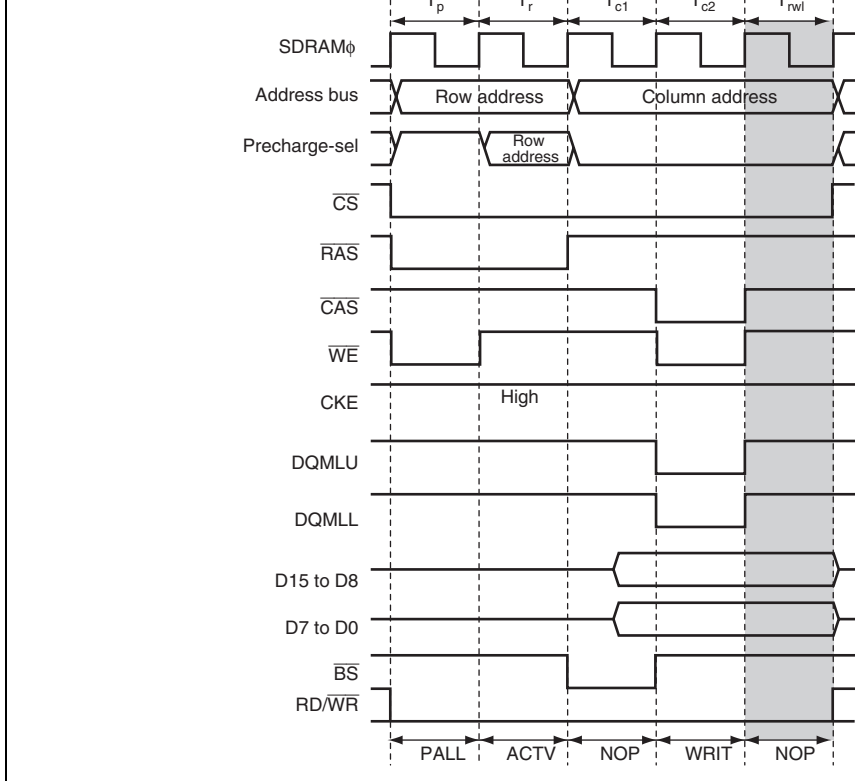 Tp Tr Tc1 Tc2 Trwl
SDRAMφ
Address bus Row address Column address
Precharge-sel Row address
CS
RAS
CAS
WE
CKE High
DQMLU
DQMLL
D15 to D8
D7 to D0
BS
RD/WR
PALL ACTV NOP WRIT NOP